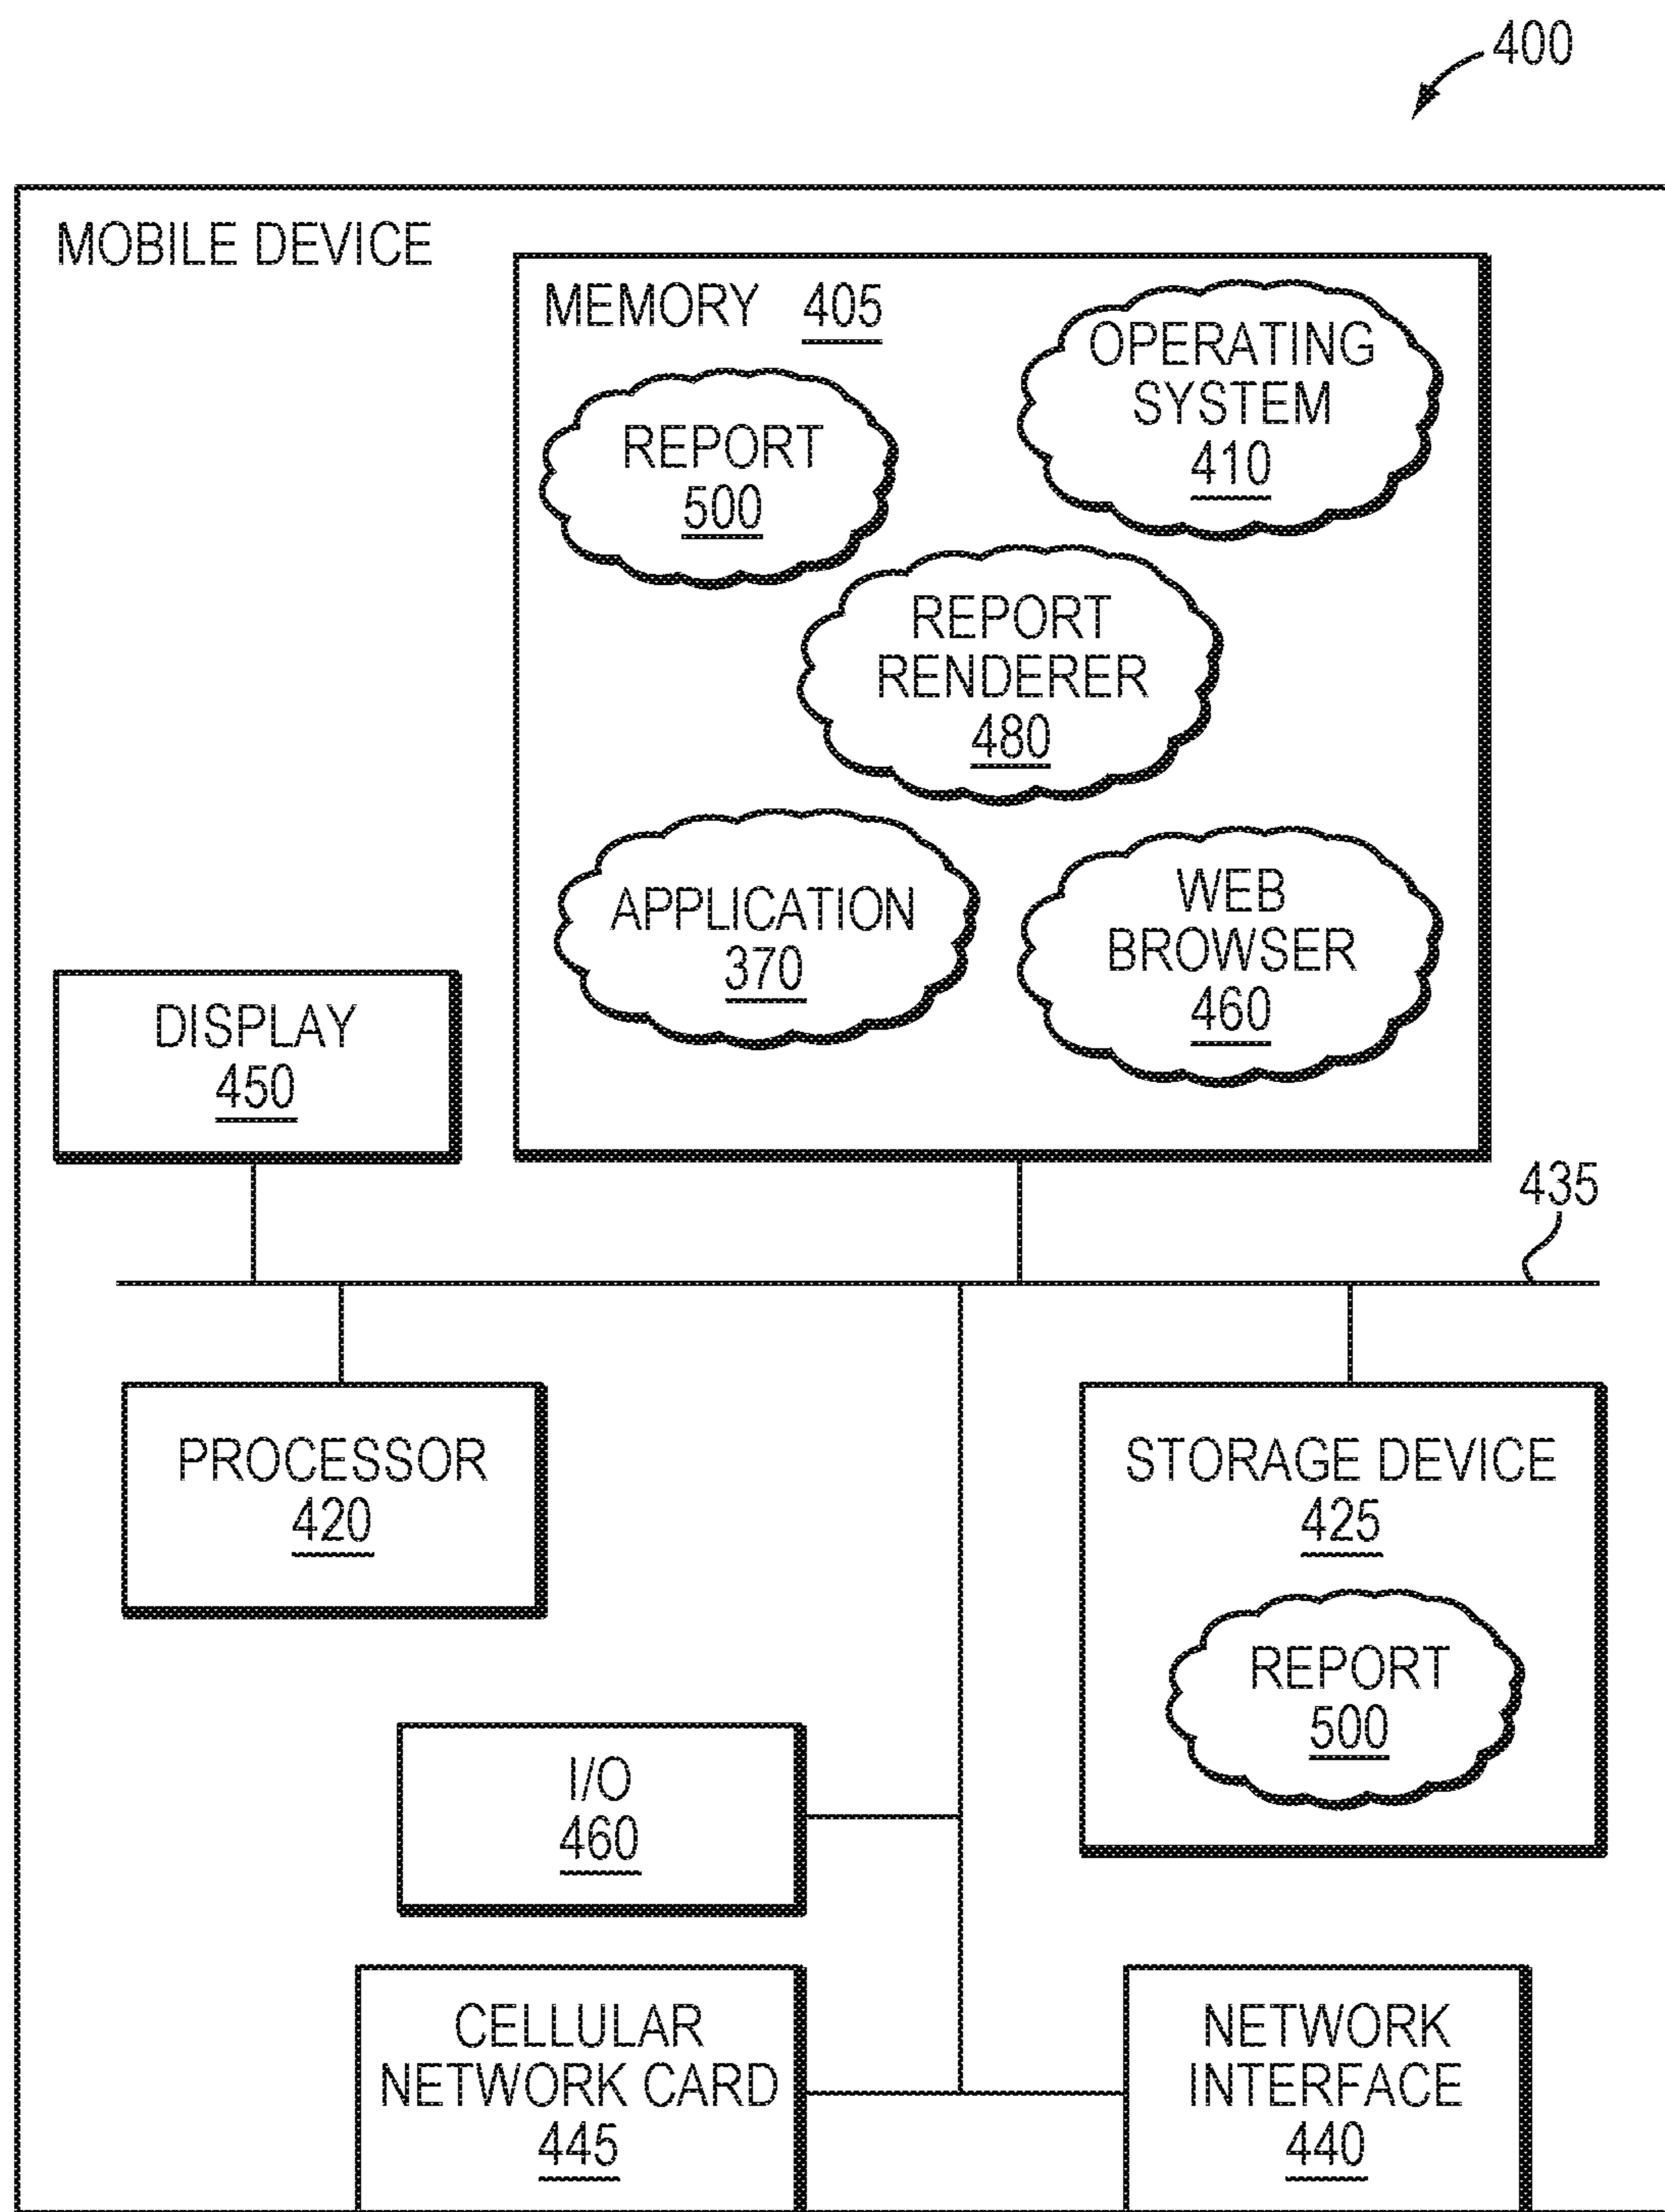 400
MOBILE DEVICE
MEMORY 405
OPERATING
SYSTEM
410
REPORT
500
REPORT
RENDERER
480
APPLICATION
370
WEB
BROWSER
460
DISPLAY
450
435
PROCESSOR
420
STORAGE DEVICE
425
REPORT
500
I/O
460
CELLULAR
NETWORK CARD
445
NETWORK
INTERFACE
440